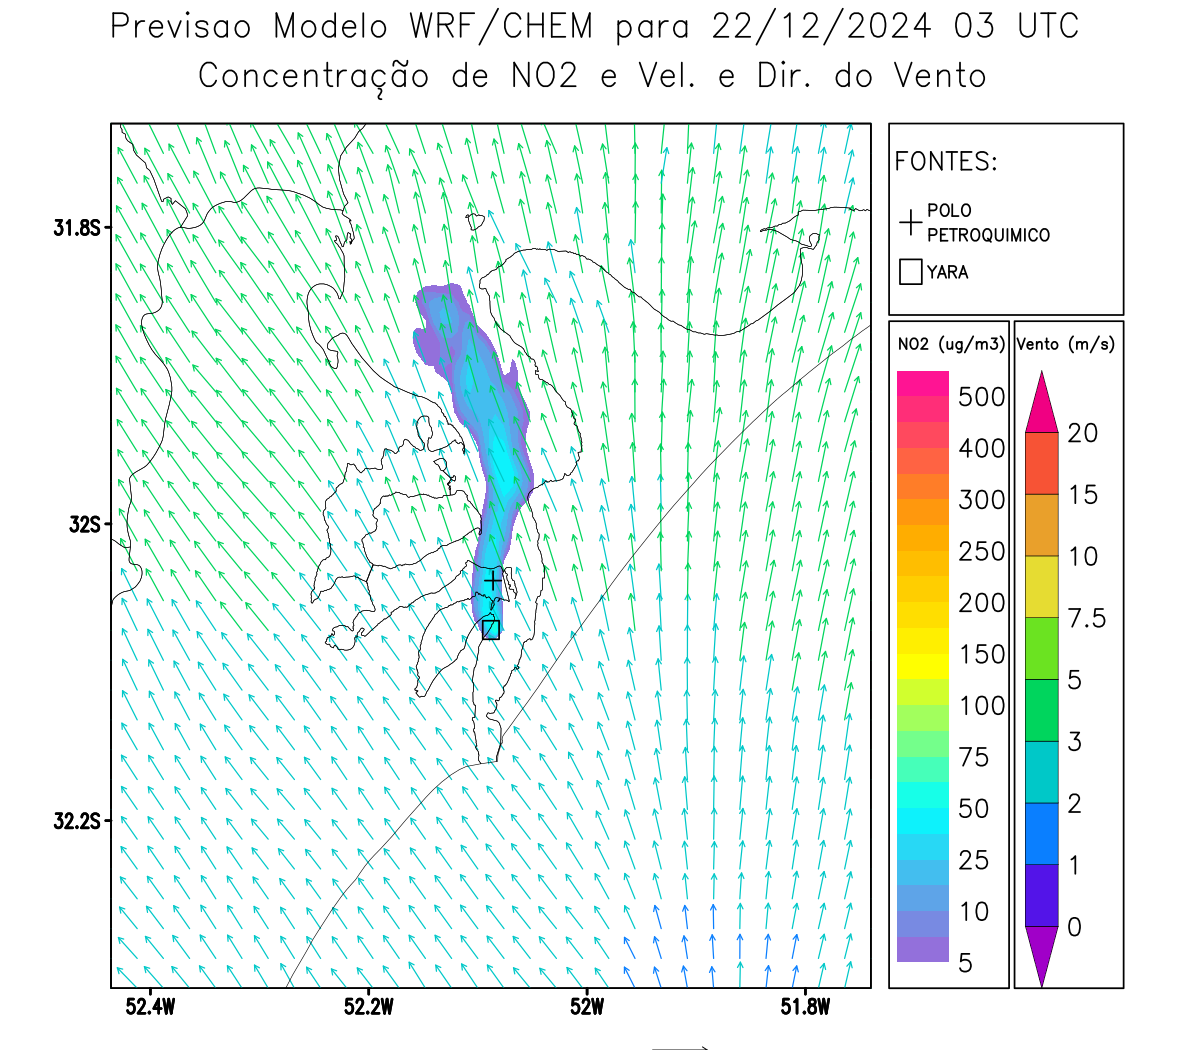 Previsao Modelo WRF/CHEM para 22/12/2024 03 UTC
Concentração de NO2 e Vel. e Dir. do Vento
FONTES:
POLO
PETROQUIMICO
YARA
31.8S
32S
32.2S
52.4W
52.2W
52W
51.8W
NO2 (ug/m3)
500
400
300
250
200
150
100
75
50
25
10
5
Vento (m/s)
20
15
10
7.5
5
3
2
1
0